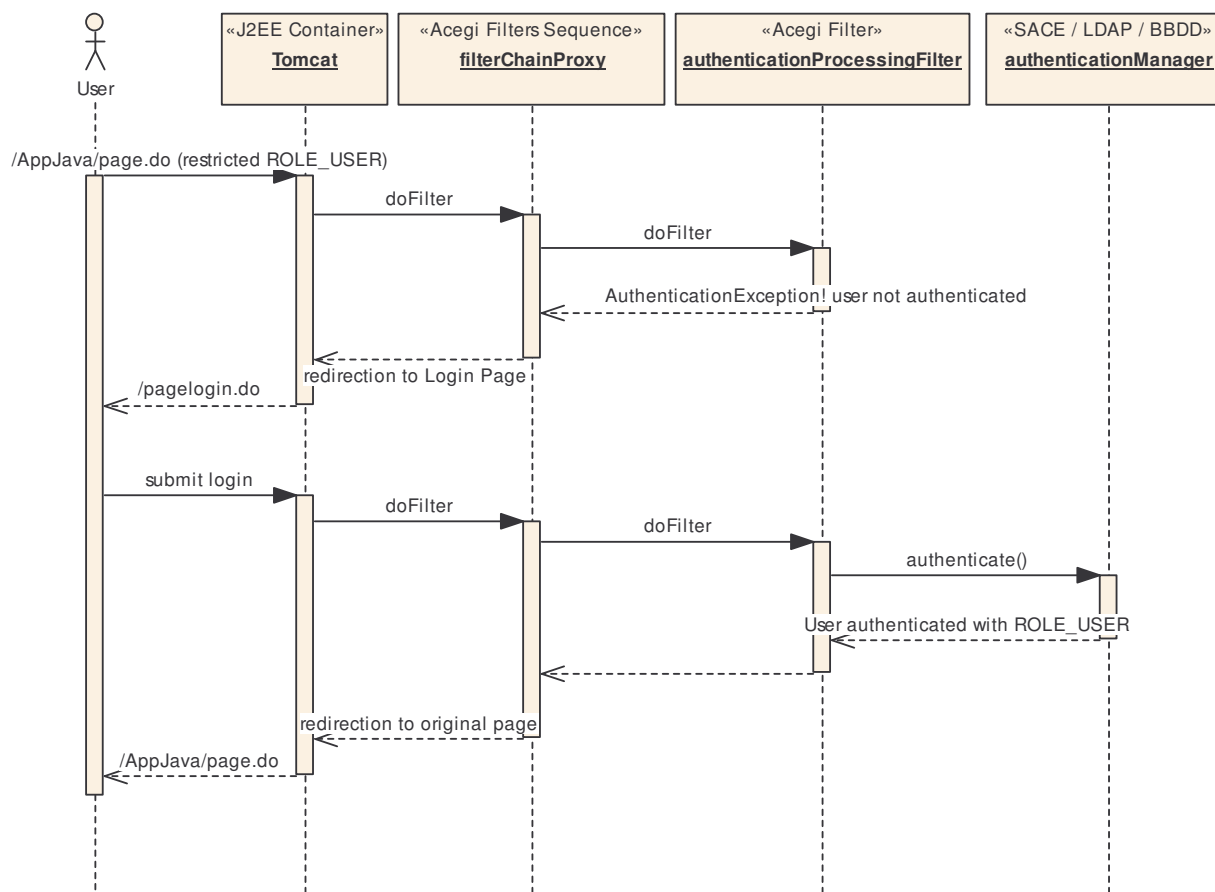 «J2EE Container»
Tomcat
«Acegi Filters Sequence»
filterChainProxy
«Acegi Filter»
authenticationProcessingFilter
«SACE / LDAP / BBDD»
authenticationManager
User
/AppJava/page.do (restricted ROLE_USER)
doFilter
doFilter
AuthenticationException! user not authenticated
redirection to Login Page
/pagelogin.do
submit login
doFilter
doFilter
authenticate()
User authenticated with ROLE_USER
redirection to original page
/AppJava/page.do